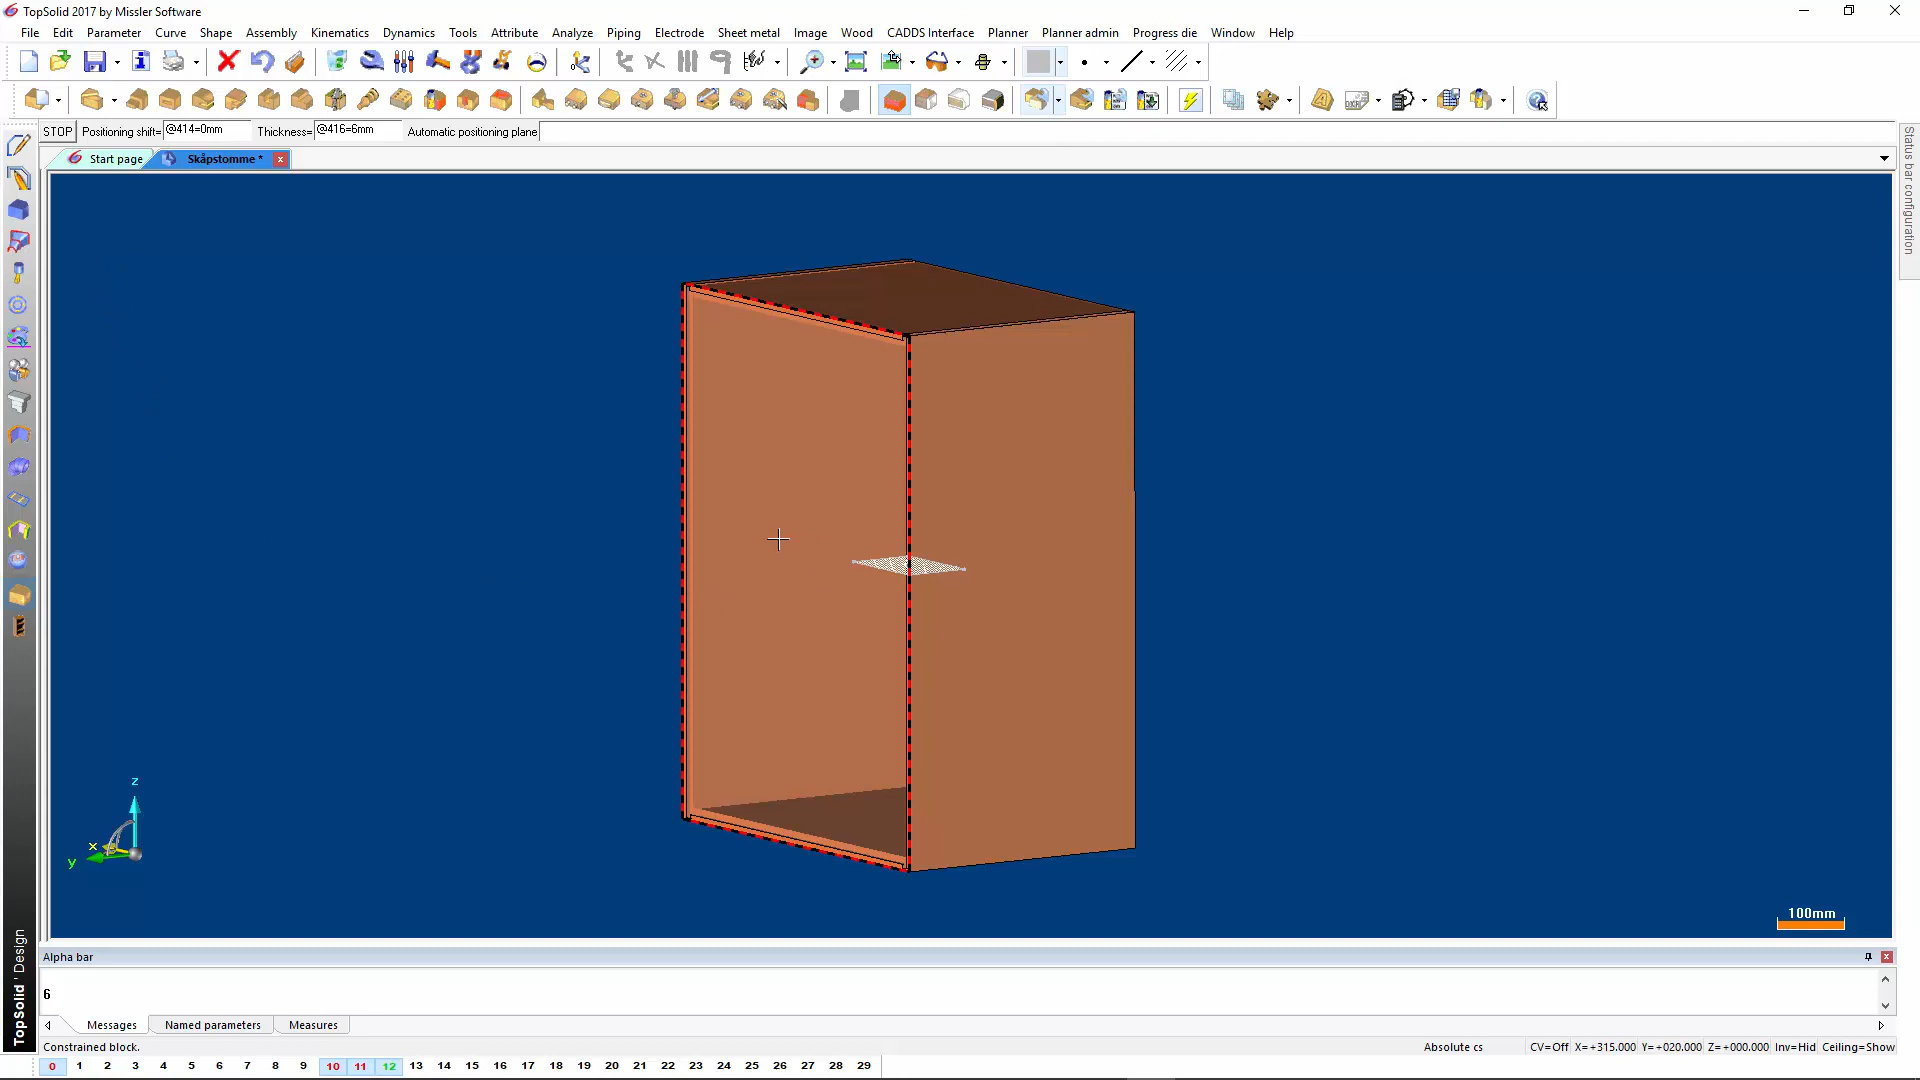 TopSolid 2017 by Missler Software
File Edit Parameter Curve Shape Assembly Kinematics Dynamics Tools Attribute Analyze Piping Electrode Sheet metal Image Wood CADDS Interface Planner Planner admin Progress die Window Help
STOP Positioning shift= @414=0mm Thickness= @416=6mm Automatic positioning plane
Start page Skåpstomme *
Status bar configuration
z
x
y
100mm
TopSolid ' Design
Alpha bar
6
Messages Named parameters Measures
Constrained block. Absolute cs CV=Off X=+315.000 Y=+020.000 Z=+000.000 Inv=Hid Ceiling=Show
0 1 2 3 4 5 6 7 8 9 10 11 12 13 14 15 16 17 18 19 20 21 22 23 24 25 26 27 28 29